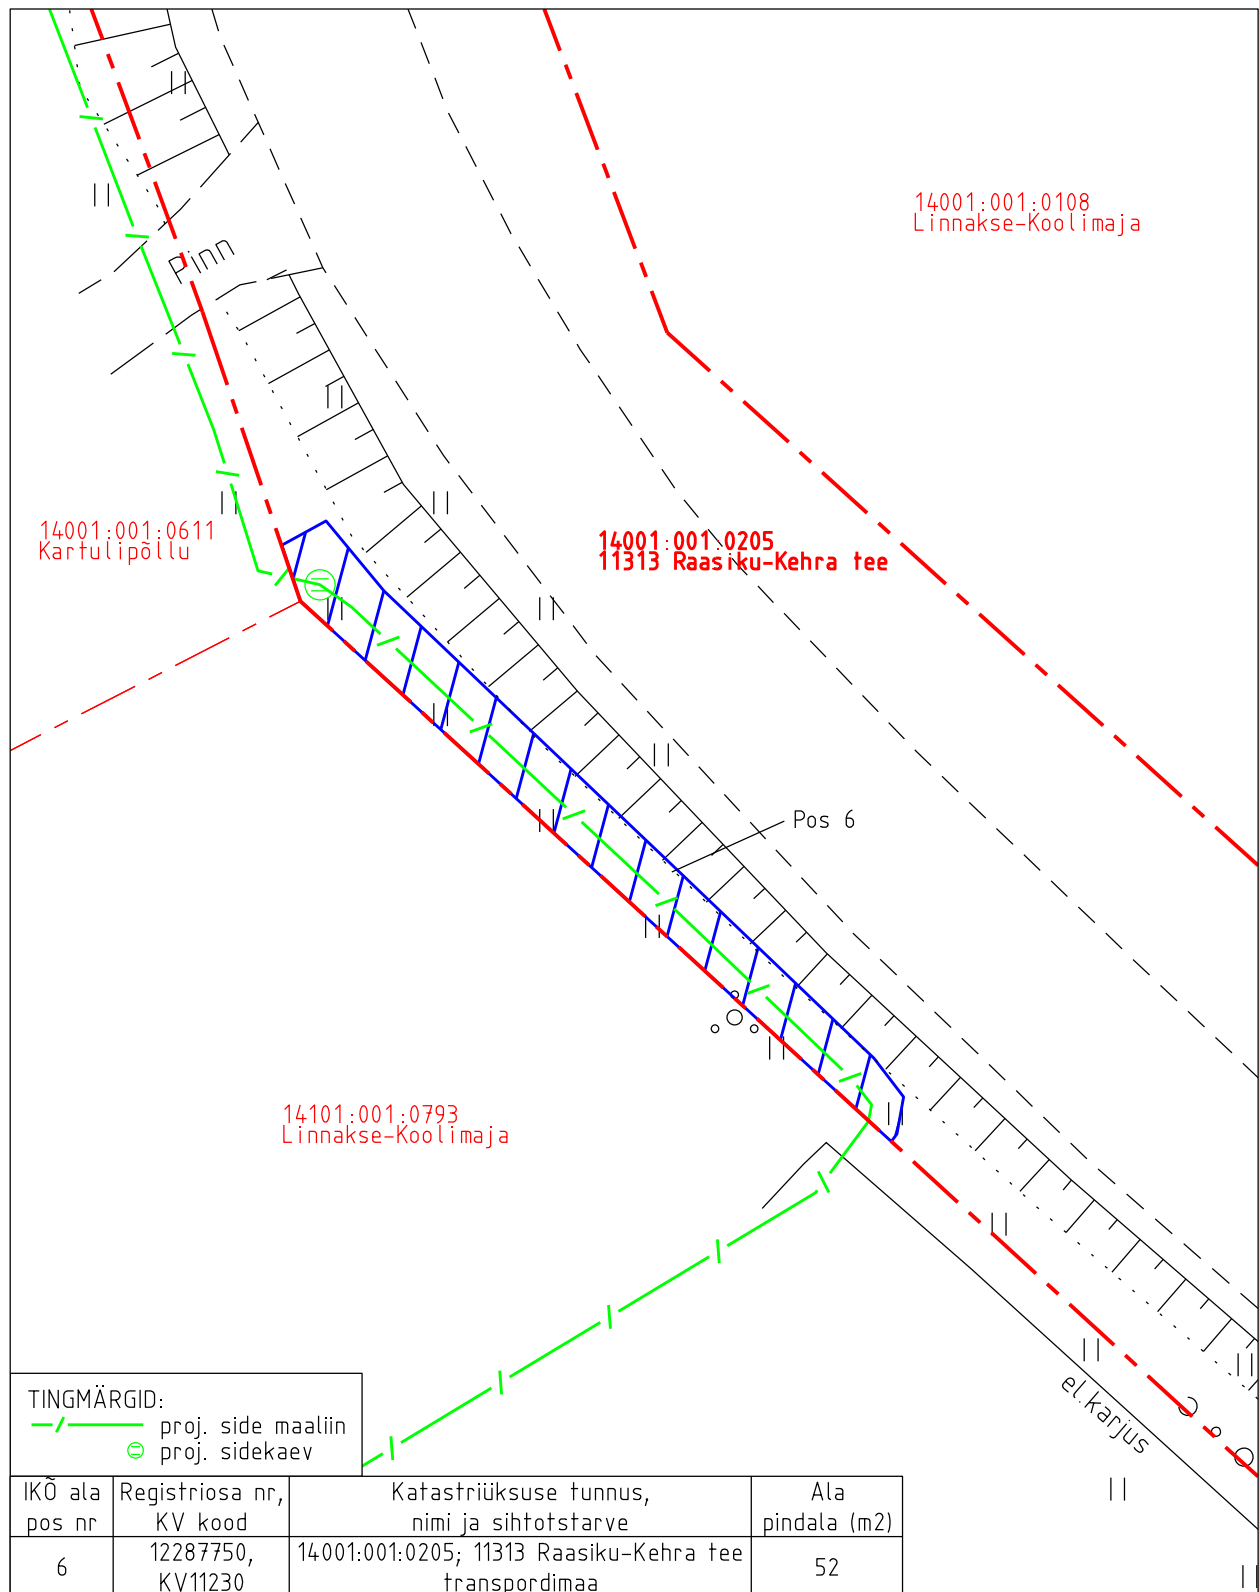 14001:001:0108
Linnakse-Koolimaja
Pinn
14001:001:0611
Kartulipõllu
14001:001:0205
11313 Raasiku-Kehra tee
Pos 6
14101:001:0793
Linnakse-Koolimaja
el.karjus
TINGMÄRGID:
proj. side maaliin
proj. sidekaev
IKÕ ala pos nr
Registriosa nr, KV kood
Katastriüksuse tunnus, nimi ja sihtotstarve
Ala pindala (m2)
6
12287750, KV11230
14001:001:0205; 11313 Raasiku-Kehra tee transpordimaa
52